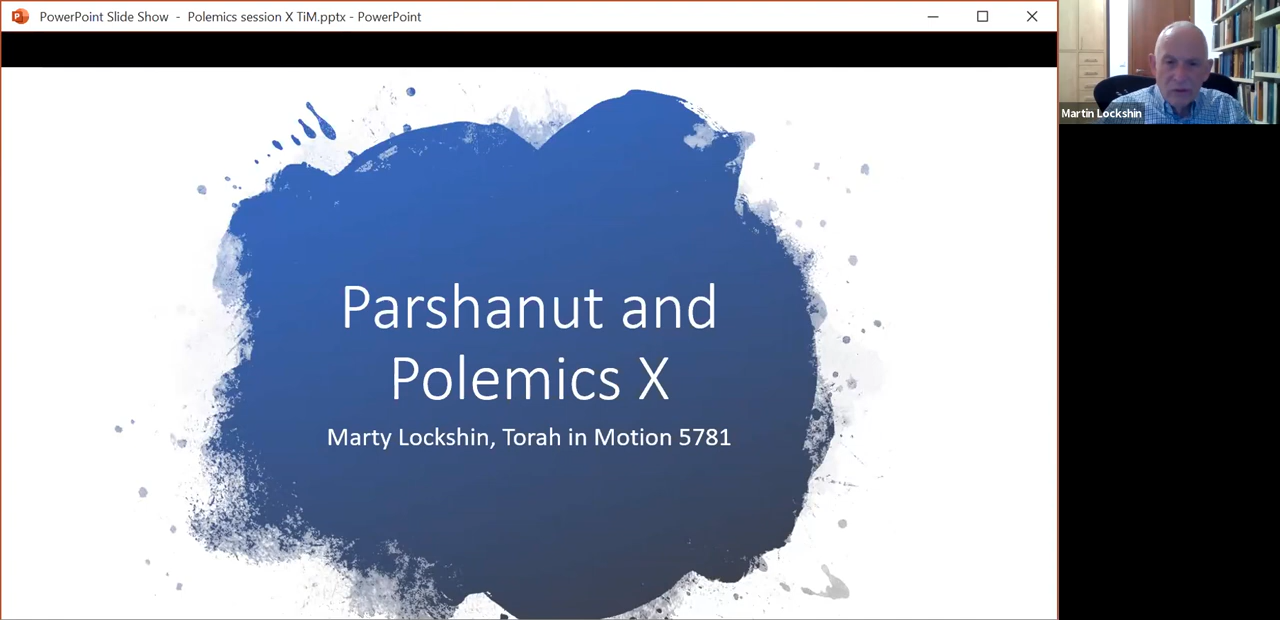 PowerPoint Slide Show - Polemics session X TiM.pptx - PowerPoint
Martin Lockshin
Parshanut and
Polemics X
Marty Lockshin, Torah in Motion 5781